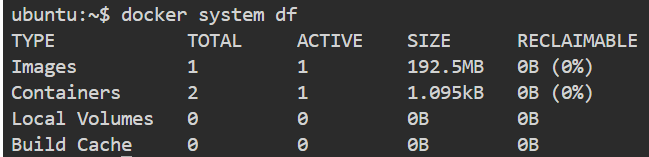 ubuntu:~$ docker system df
TYPE TOTAL ACTIVE SIZE RECLAIMABLE
Images 1 1 192.5MB 0B (0%)
Containers 2 1 1.095kB 0B (0%)
Local Volumes 0 0 0B 0B
Build Cache 0 0 0B 0B